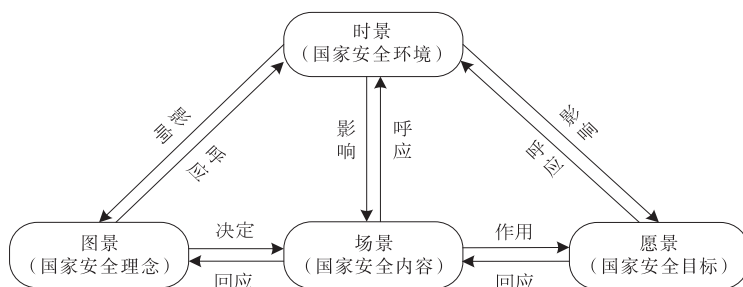 时景
（国家安全环境）
影响
呼应
影响
呼应
影响
呼应
图景
（国家安全理念）
决定
回应
场景
（国家安全内容）
作用
回应
愿景
（国家安全目标）